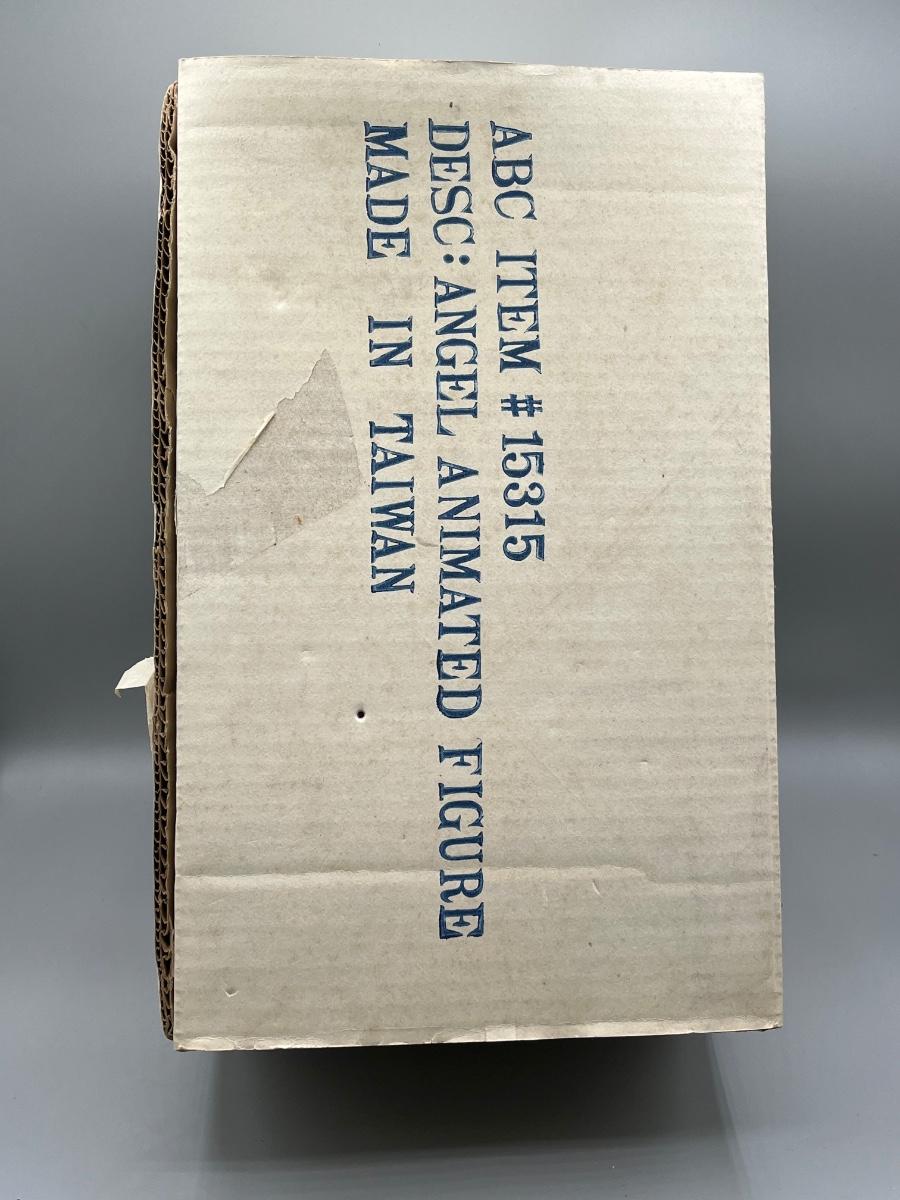 ABC ITEM # 15315
DESC: ANGEL ANIMATED FIGURE
MADE IN TAIWAN